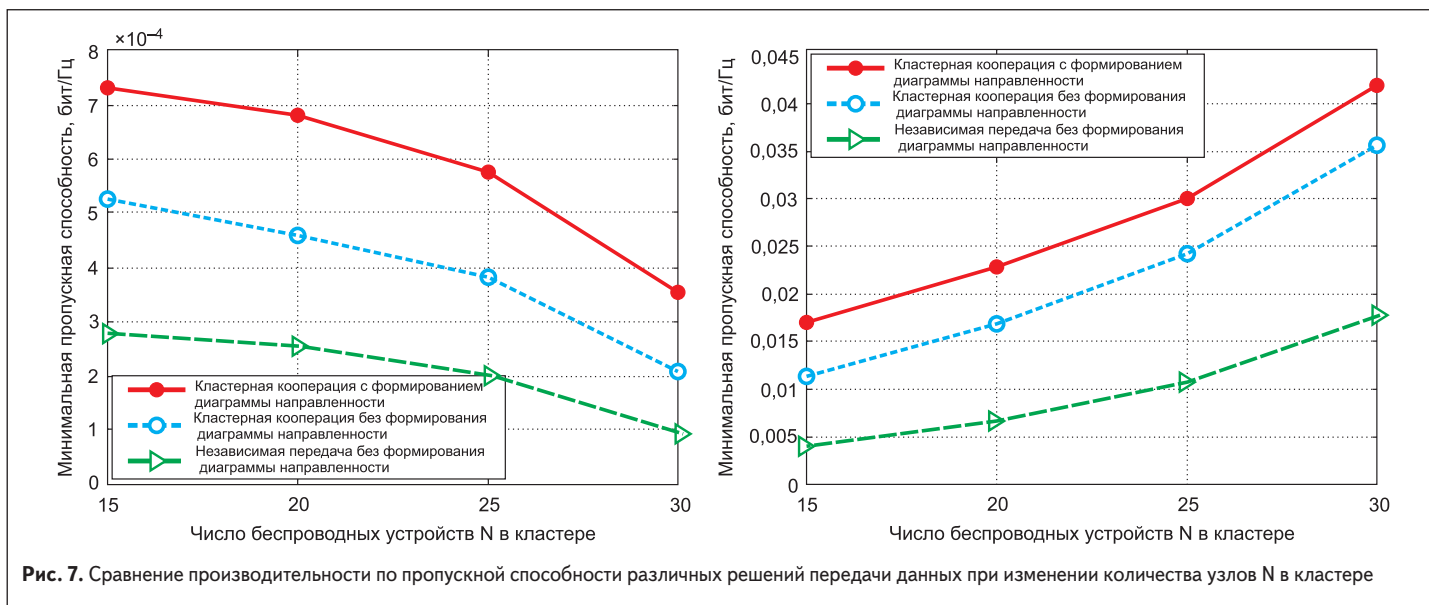 ×10–4
8
7
6
5
4
3
2
1
0
Минимальная пропускная способность, бит/Гц
Кластерная кооперация с формированием
диаграммы направленности
Кластерная кооперация без формирования
диаграммы направленности
Независимая передача без формирования
диаграммы направленности
15 20 25 30
Число беспроводных устройств N в кластере
0,045
0,04
0,035
0,03
0,025
0,02
0,015
0,01
0,005
0
Минимальная пропускная способность, бит/Гц
Кластерная кооперация с формированием
диаграммы направленности
Кластерная кооперация без формирования
диаграммы направленности
Независимая передача без формирования
диаграммы направленности
15 20 25 30
Число беспроводных устройств N в кластере
Рис. 7. Сравнение производительности по пропускной способности различных решений передачи данных при изменении количества узлов N в кластере